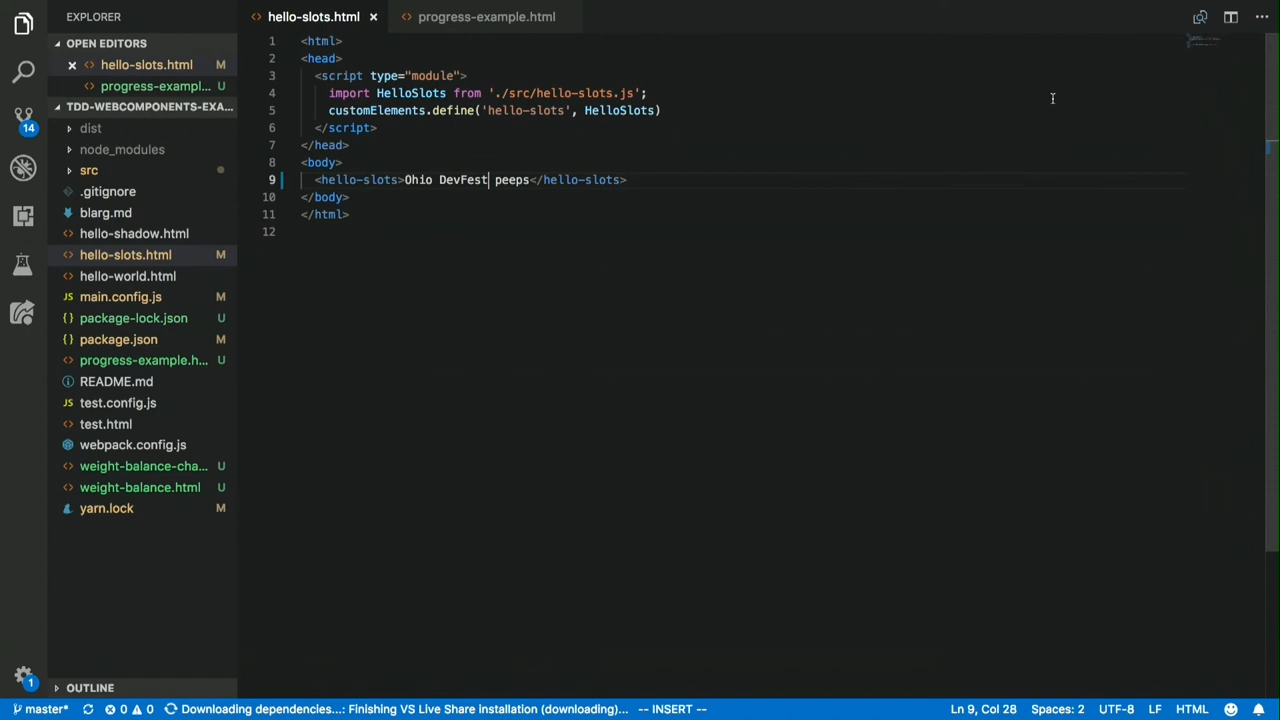 EXPLORER
OPEN EDITORS
hello-slots.html M
progress-exampl... U
TDD-WEBCOMPONENTS-EXA...
dist
node_modules
src
.gitignore
blarg.md
hello-shadow.html
hello-slots.html M
hello-world.html
JS main.config.js M
{} package-lock.json U
{} package.json M
progress-example.h... U
README.md
JS test.config.js
test.html
webpack.config.js
weight-balance-cha... U
weight-balance.html U
yarn.lock M
OUTLINE
14
1
hello-slots.html
progress-example.html
1 <html>
2 <head>
3 <script type="module">
4 import HelloSlots from './src/hello-slots.js';
5 customElements.define('hello-slots', HelloSlots)
6 </script>
7 </head>
8 <body>
9 <hello-slots>Ohio DevFest peeps</hello-slots>
10 </body>
11 </html>
12
master* 0 0 Downloading dependencies...: Finishing VS Live Share installation (downloading)... -- INSERT -- Ln 9, Col 28 Spaces: 2 UTF-8 LF HTML